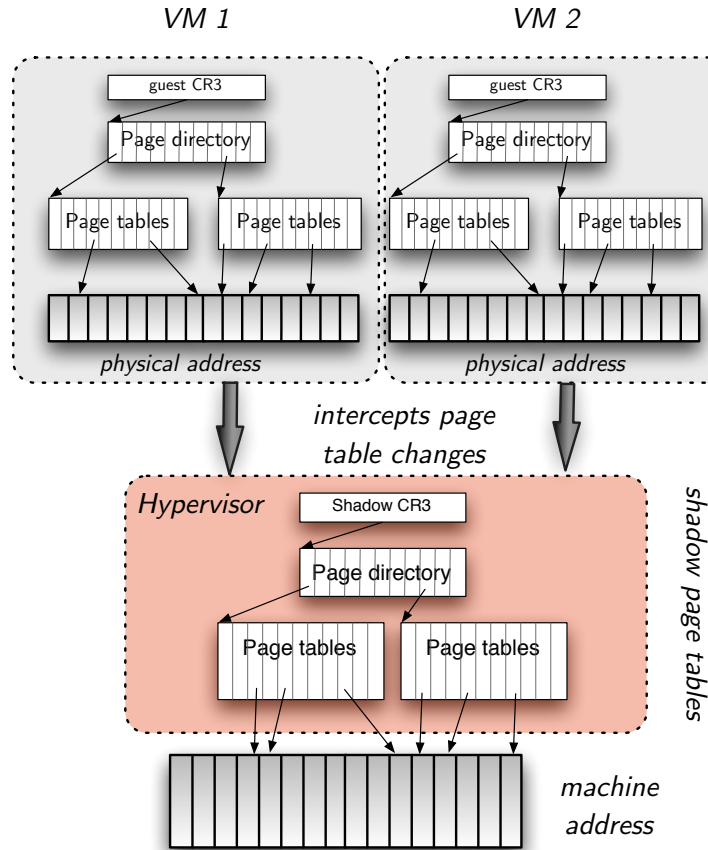 VM 1
VM 2
guest CR3
guest CR3
Page directory
Page directory
Page tables
Page tables
Page tables
Page tables
physical address
physical address
intercepts page
table changes
Hypervisor
Shadow CR3
Page directory
Page tables
Page tables
shadow page tables
machine
address